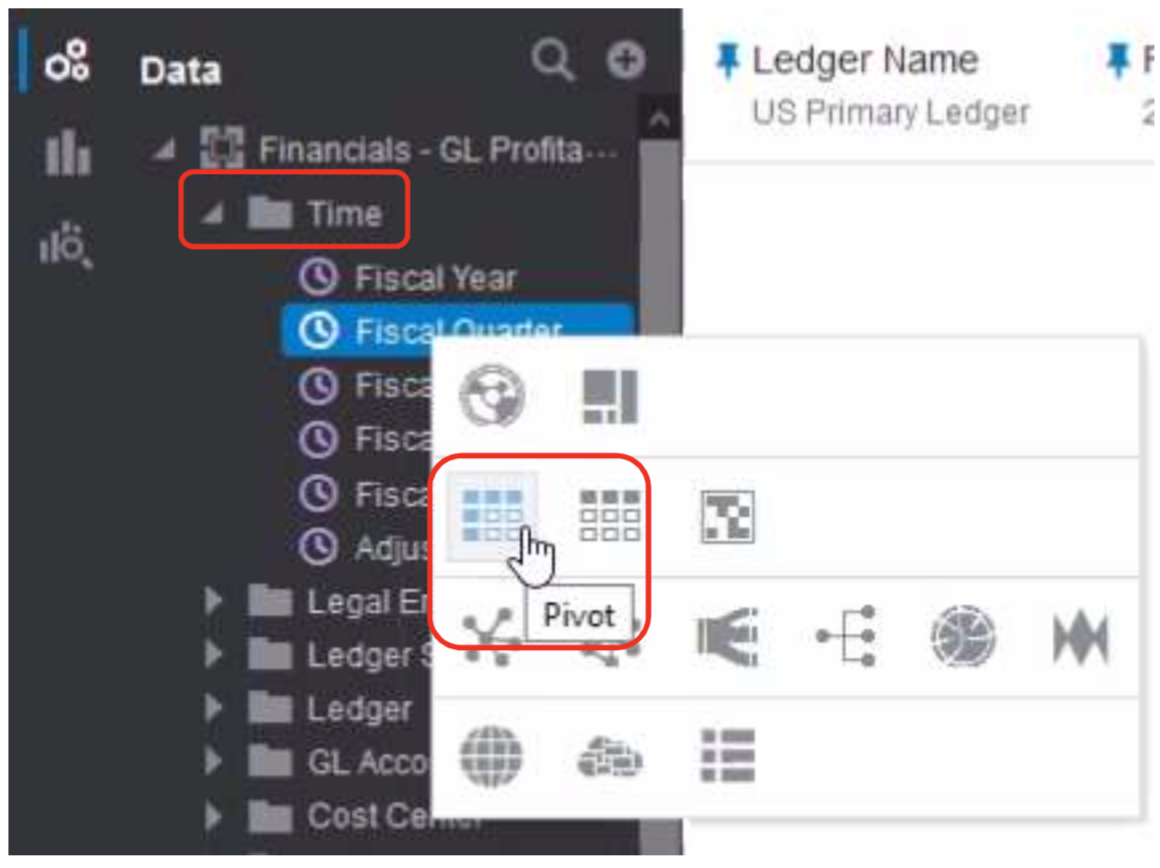 Data
Ledger Name
US Primary Ledger
Financials - GL Profita...
Time
Fiscal Year
Fiscal Quarter
Fisca
Fisca
Fisca
Adjus
Pivot
Legal E
Ledger S
Ledger
GL Acco
Cost Center